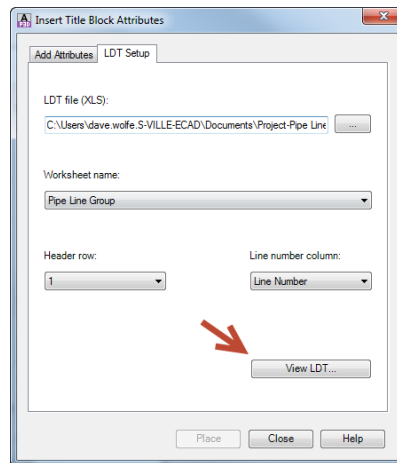 Insert Title Block Attributes
Add Attributes LDT Setup
LDT file (XLS):
C:\Users\dave.wolfe.S-VILLE-ECAD\Documents\Project-Pipe Line ...
Worksheet name:
Pipe Line Group
Header row: Line number column:
1 Line Number
View LDT...
Place Close Help